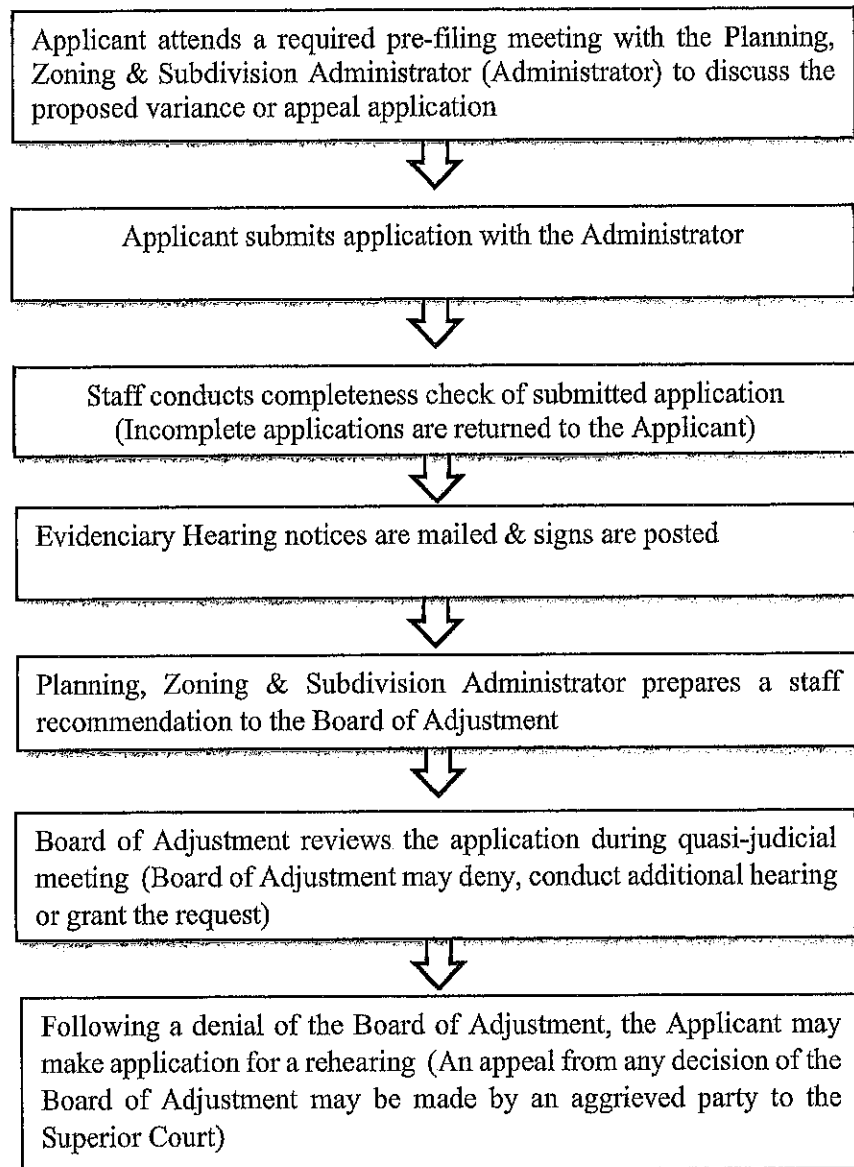 Applicant attends a required pre-filing meeting with the Planning,
Zoning & Subdivision Administrator (Administrator) to discuss the
proposed variance or appeal application
Applicant submits application with the Administrator
Staff conducts completeness check of submitted application
(Incomplete applications are returned to the Applicant)
Evidenciary Hearing notices are mailed & signs are posted
Planning, Zoning & Subdivision Administrator prepares a staff
recommendation to the Board of Adjustment
Board of Adjustment reviews the application during quasi-judicial
meeting (Board of Adjustment may deny, conduct additional hearing
or grant the request)
Following a denial of the Board of Adjustment, the Applicant may
make application for a rehearing (An appeal from any decision of the
Board of Adjustment may be made by an aggrieved party to the
Superior Court)